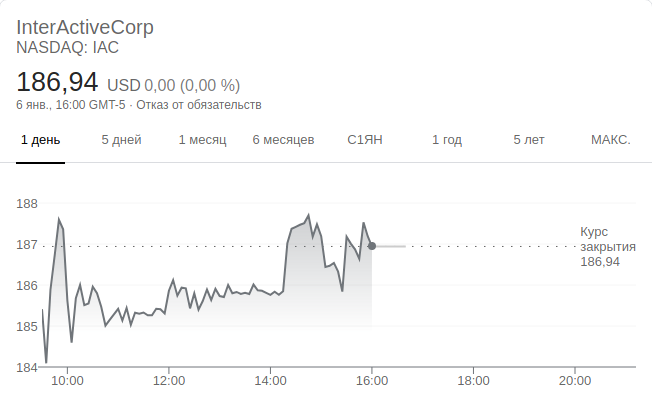 InterActiveCorp
NASDAQ: IAC
186,94 USD 0,00 (0,00 %)
6 янв., 16:00 GMT-5 · Отказ от обязательств
1 день 5 дней 1 месяц 6 месяцев С1ЯН 1 год 5 лет МАКС.
188
187
186
185
184
Курс
закрытия
186,94
10:00 12:00 14:00 16:00 18:00 20:00